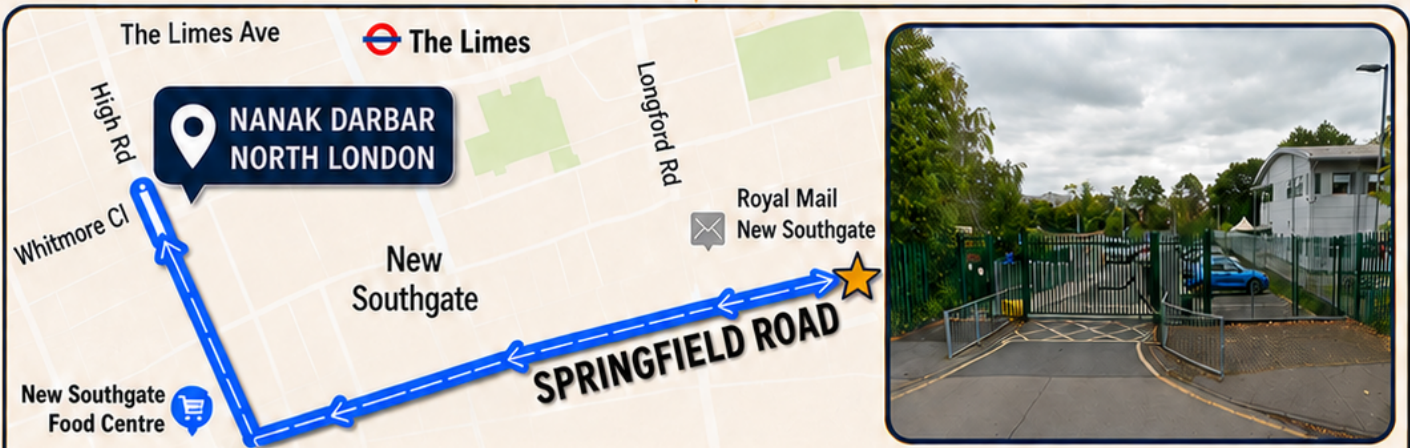 The Limes Ave
The Limes
High Rd
NANAK DARBAR
NORTH LONDON
Longford Rd
Whitmore Cl
Royal Mail
New Southgate
New
Southgate
SPRINGFIELD ROAD
New Southgate
Food Centre